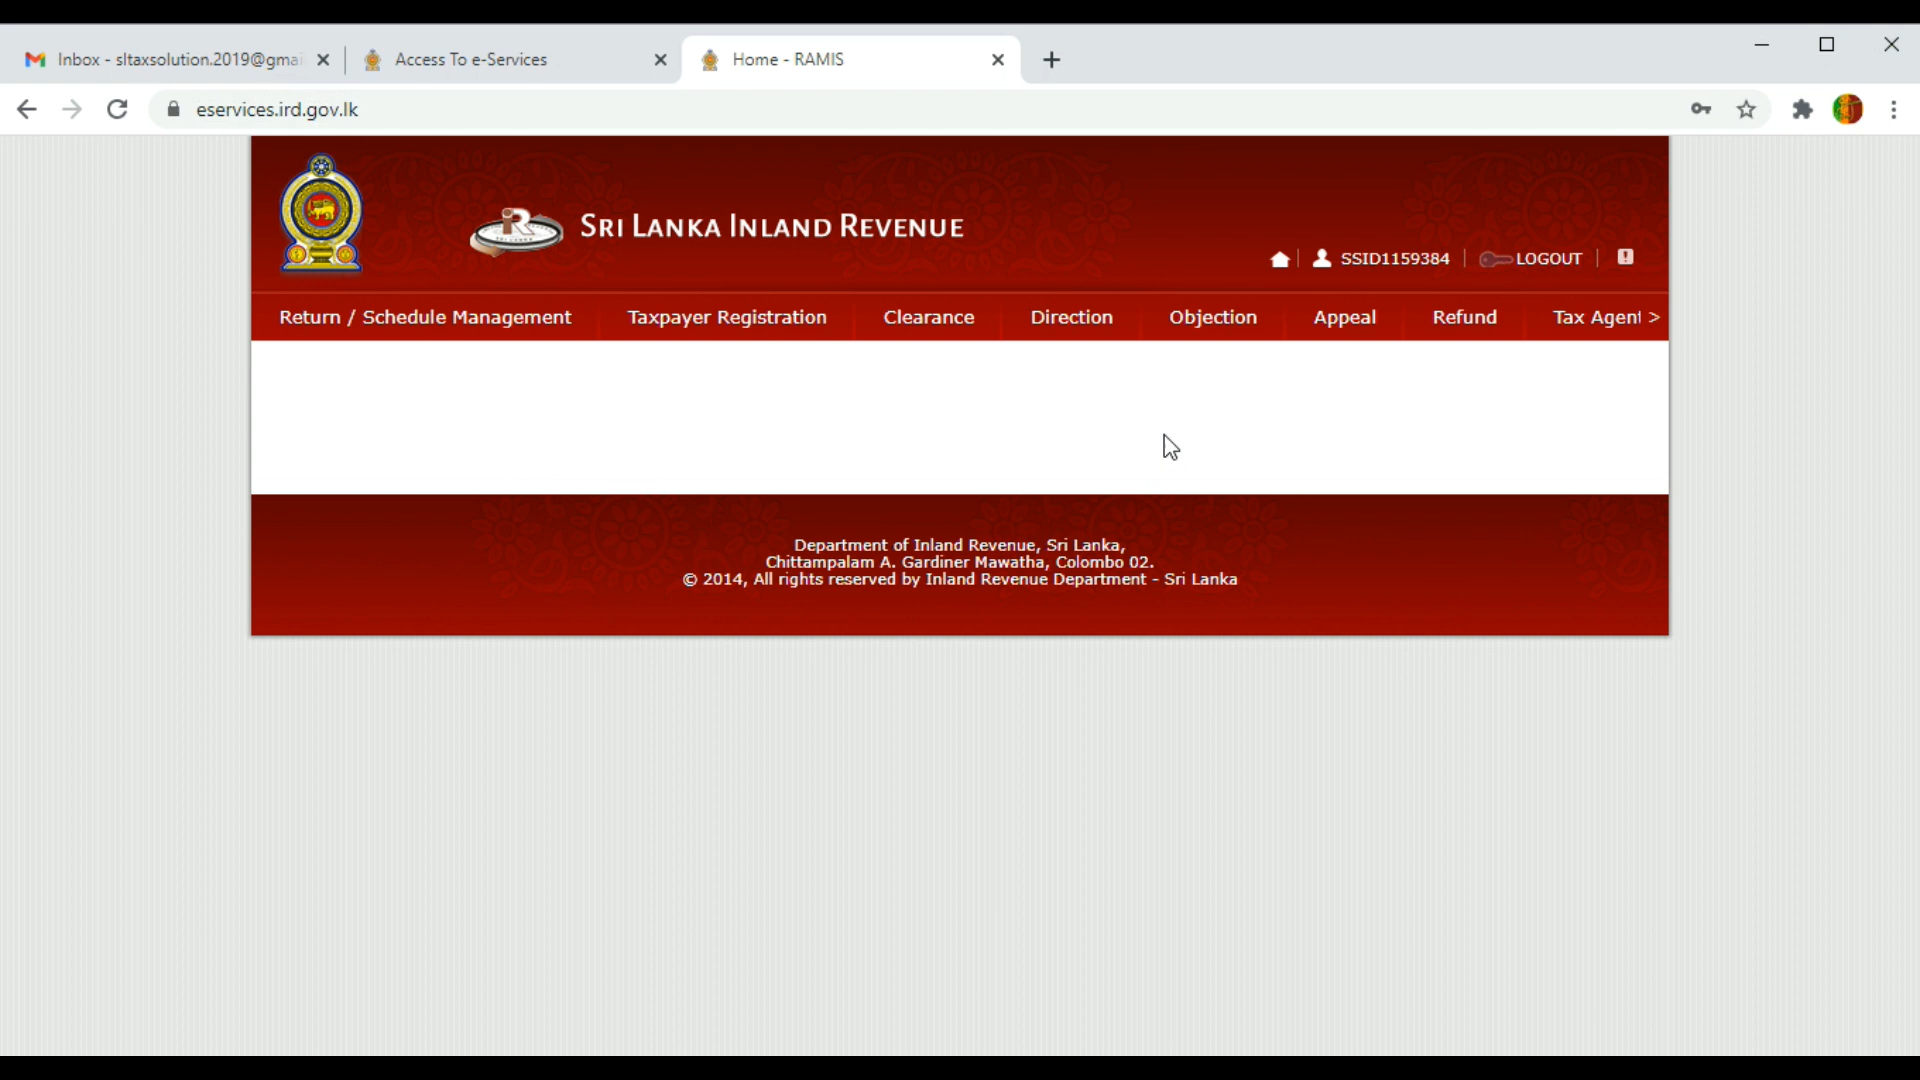 Inbox - sltaxsolution.2019@gmai
Access To e-Services
Home - RAMIS
eservices.ird.gov.lk
SRI LANKA INLAND REVENUE
SSID1159384
LOGOUT
Return / Schedule Management Taxpayer Registration Clearance Direction Objection Appeal Refund Tax Agent >
Department of Inland Revenue, Sri Lanka,
Chittampalam A. Gardiner Mawatha, Colombo 02.
© 2014, All rights reserved by Inland Revenue Department - Sri Lanka